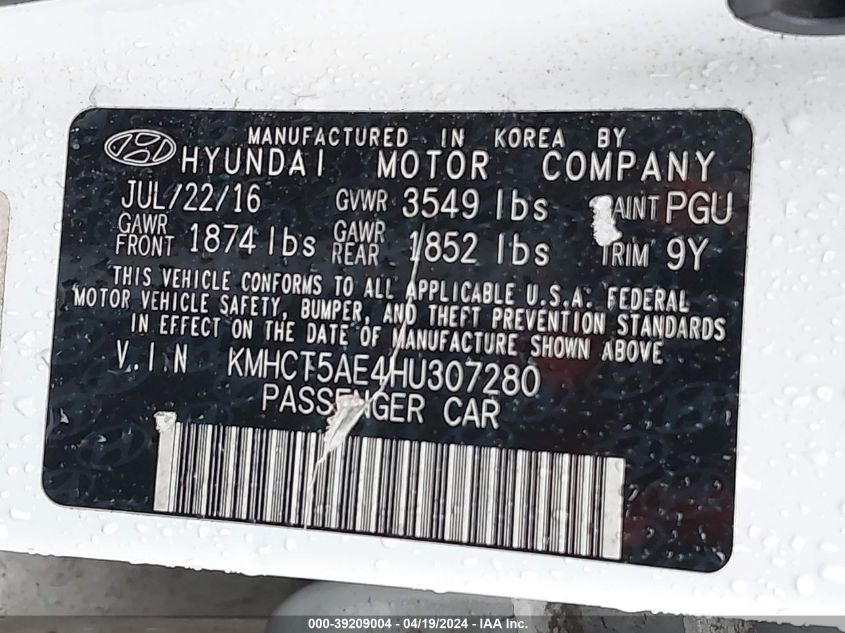 MANUFACTURED IN KOREA BY
HYUNDAI MOTOR COMPANY
JUL/22/16 GVWR 3549 lbs AINT PGU
GAWR FRONT 1874 lbs GAWR REAR 1852 lbs TRIM 9Y
THIS VEHICLE CONFORMS TO ALL APPLICABLE U.S.A. FEDERAL
MOTOR VEHICLE SAFETY, BUMPER, AND THEFT PREVENTION STANDARDS
IN EFFECT ON THE DATE OF MANUFACTURE SHOWN ABOVE
V.I N KMHCT5AE4HU307280
PASSENGER CAR
000-39209004 - 04/19/2024 - IAA Inc.